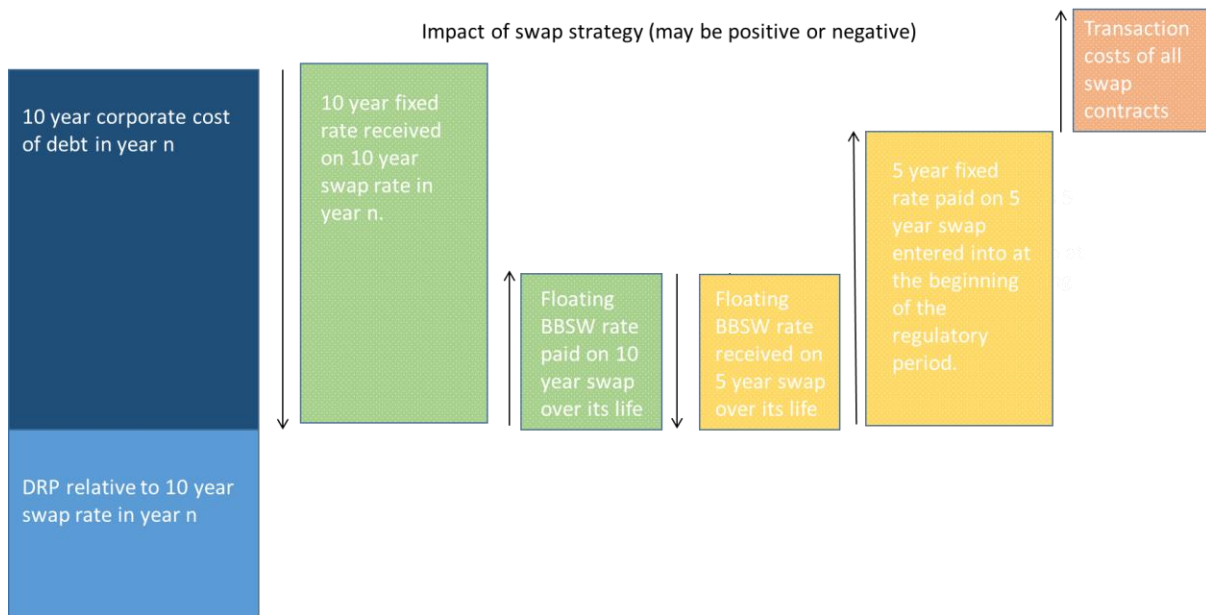 Impact of swap strategy (may be positive or negative)
10 year corporate cost
of debt in year n
DRP relative to 10 year
swap rate in year n
10 year fixed
rate received
on 10 year
swap rate in
year n.
Floating
BBSW rate
paid on 10
year swap
over its life
Floating
BBSW rate
received on
5 year swap
over its life
5 year fixed
rate paid on 5
year swap
entered into at
the beginning
of the
regulatory
period.
Transaction
costs of all
swap
contracts